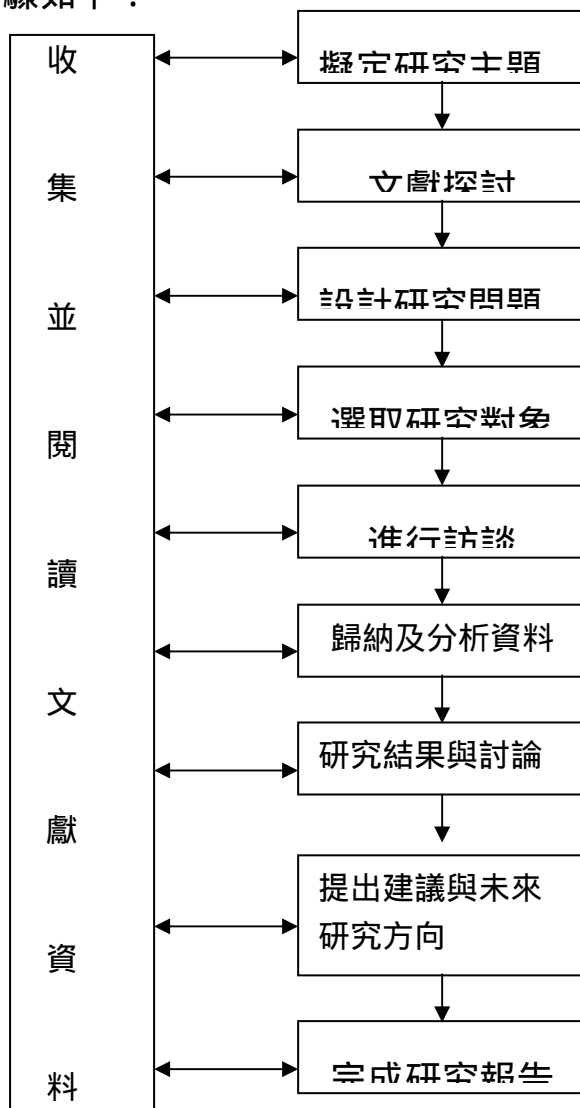 驟如下：
收
集
並
閱
讀
文
獻
資
料
擬定研究主題
文獻探討
設計研究問題
選取研究對象
進行訪談
歸納及分析資料
研究結果與討論
提出建議與未來
研究方向
完成研究報告